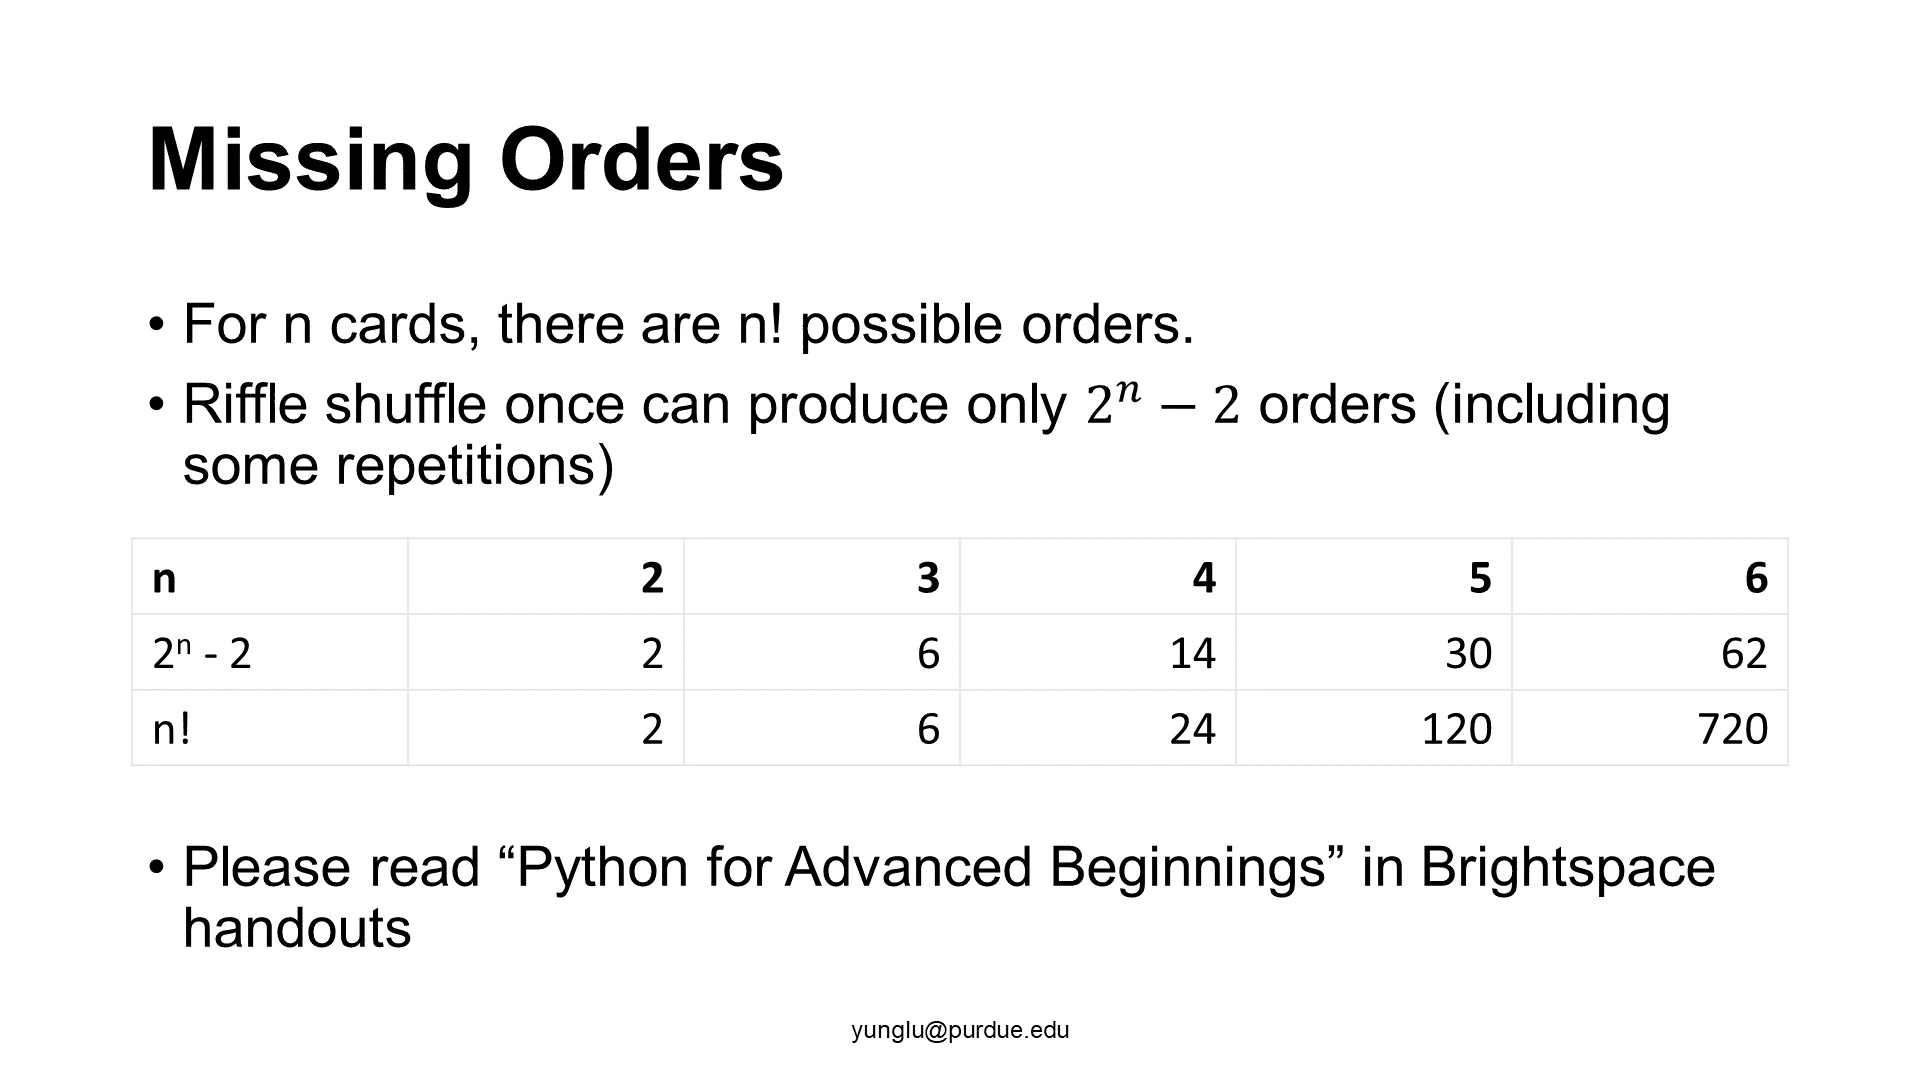 Missing Orders
• For n cards, there are n! possible orders.
• Riffle shuffle once can produce only 2ⁿ − 2 orders (including
some repetitions)
n 2 3 4 5 6
2ⁿ - 2 2 6 14 30 62
n! 2 6 24 120 720
• Please read “Python for Advanced Beginnings” in Brightspace
handouts
yunglu@purdue.edu